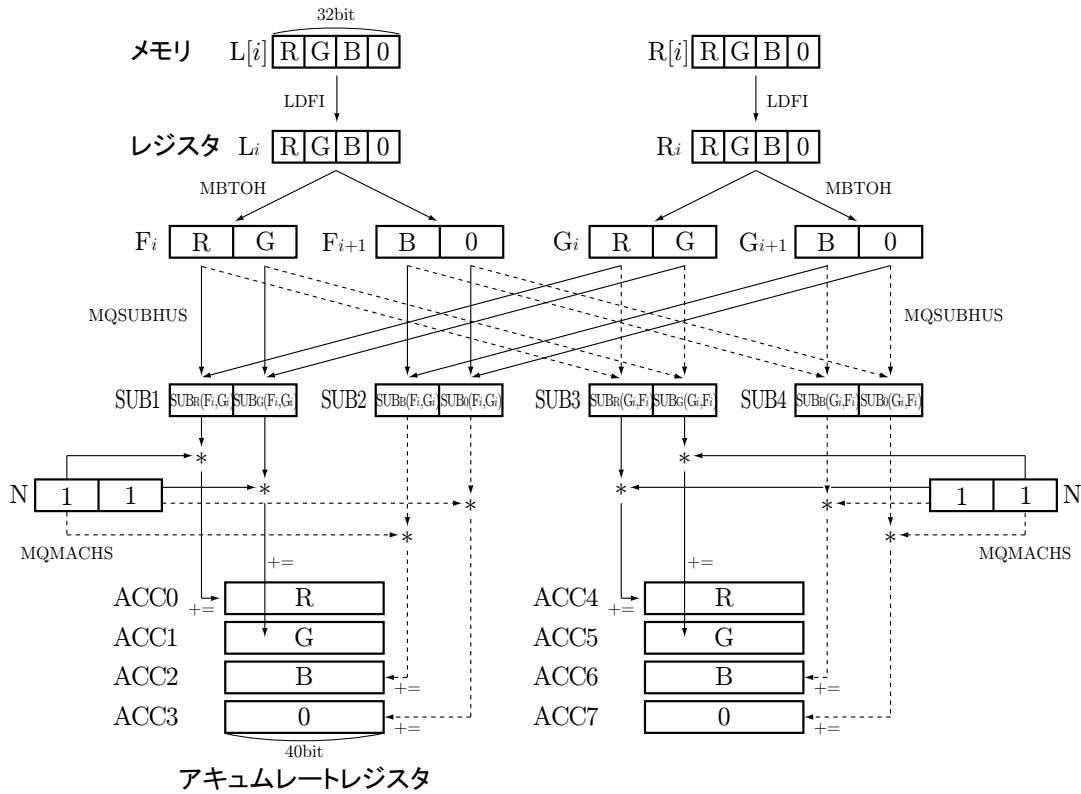 32bit
メモリ L[i] R G B 0 R[i] R G B 0
LDFI LDFI
レジスタ Li R G B 0 Ri R G B 0
MBTOH MBTOH
Fi R G Fi+1 B 0 Gi R G Gi+1 B 0
MQSUBHUS MQSUBHUS
SUB1 SUBR(Fi,Gi) SUBG(Fi,Gi) SUB2 SUBB(Fi,Gi) SUB0(Fi,Gi) SUB3 SUBR(Gi,Fi) SUBG(Gi,Fi) SUB4 SUBB(Gi,Fi) SUB0(Gi,Fi)
* *
N 1 1 * * 1 1 N
* *
* *
MQMACHS MQMACHS
+= +=
ACC0 R ACC4 R
+= +=
ACC1 G ACC5 G
ACC2 B ACC6 B
+= +=
ACC3 0 ACC7 0
+= +=
40bit
アキュムレートレジスタ